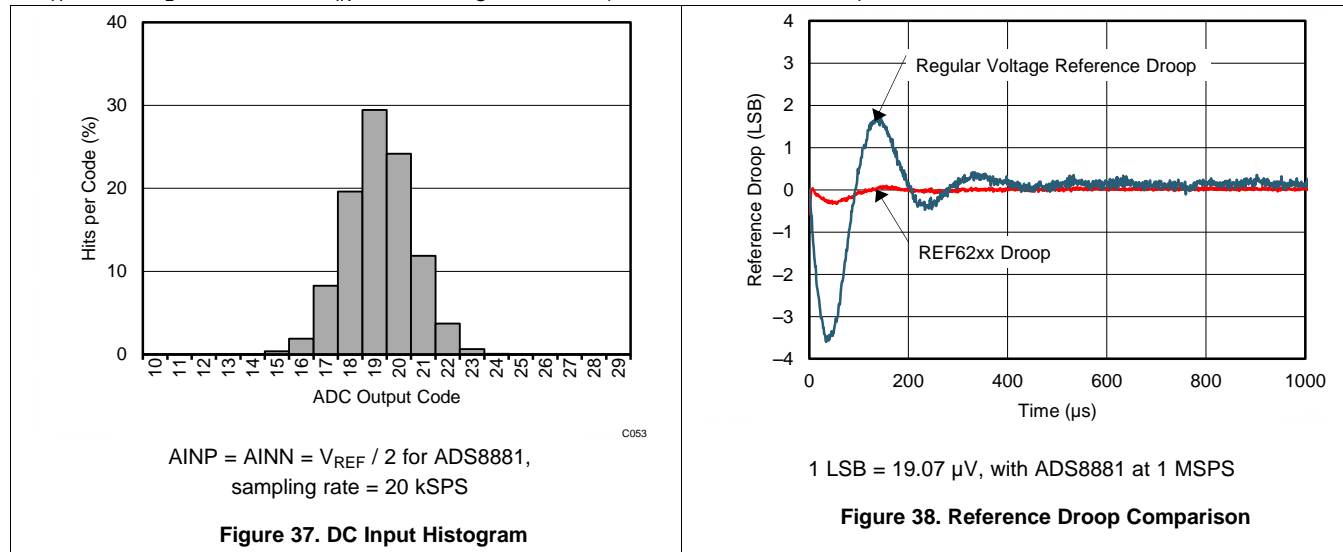 40
30
20
10
0
Hits per Code (%)
10 11 12 13 14 15 16 17 18 19 20 21 22 23 24 25 26 27 28 29
ADC Output Code
C053
AINP = AINN = VREF / 2 for ADS8881,
sampling rate = 20 kSPS
Figure 37. DC Input Histogram
4
3
2
1
0
–1
–2
–3
–4
Reference Droop (LSB)
Regular Voltage Reference Droop
REF62xx Droop
0 200 400 600 800 1000
Time (µs)
1 LSB = 19.07 µV, with ADS8881 at 1 MSPS
Figure 38. Reference Droop Comparison